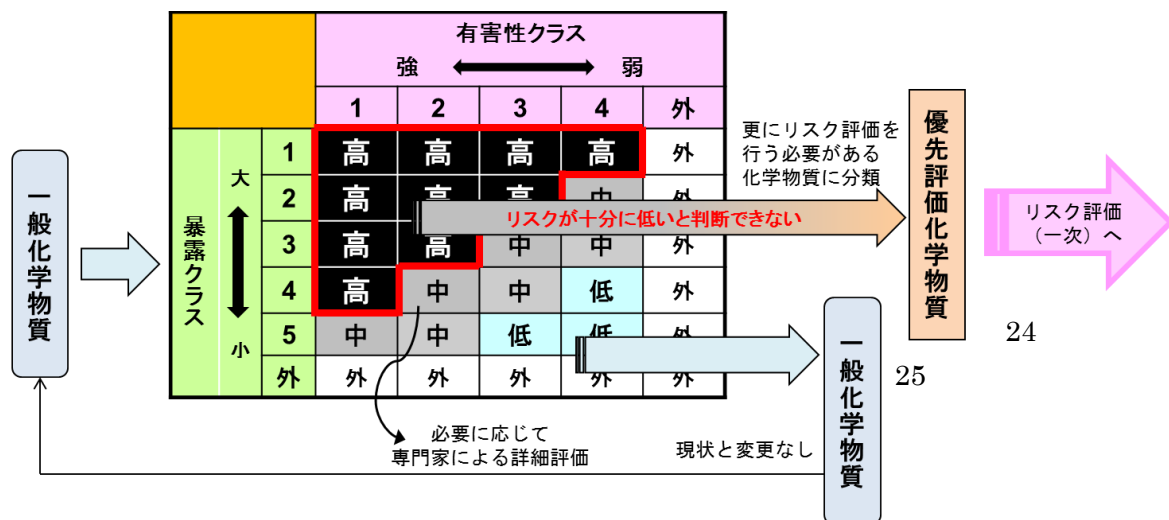 有害性クラス
強 弱
1 2 3 4 外
暴露クラス
大
小
1 高 高 高 高 外
2 高 高 高 中 外
3 高 高 中 中 外
4 高 中 中 低 外
5 中 中 低 低 外
外 外 外 外 外 外
一般化学物質
リスクが十分に低いと判断できない
更にリスク評価を
行う必要がある
化学物質に分類
優先評価化学物質
リスク評価
（一次）へ
24
一般化学物質
25
必要に応じて
専門家による詳細評価
現状と変更なし